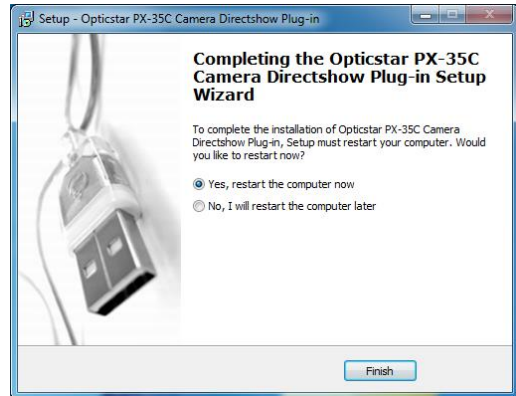 Setup - Opticstar PX-35C Camera Directshow Plug-in
Completing the Opticstar PX-35C
Camera Directshow Plug-in Setup
Wizard
To complete the installation of Opticstar PX-35C Camera
Directshow Plug-in, Setup must restart your computer. Would
you like to restart now?
Yes, restart the computer now
No, I will restart the computer later
Finish